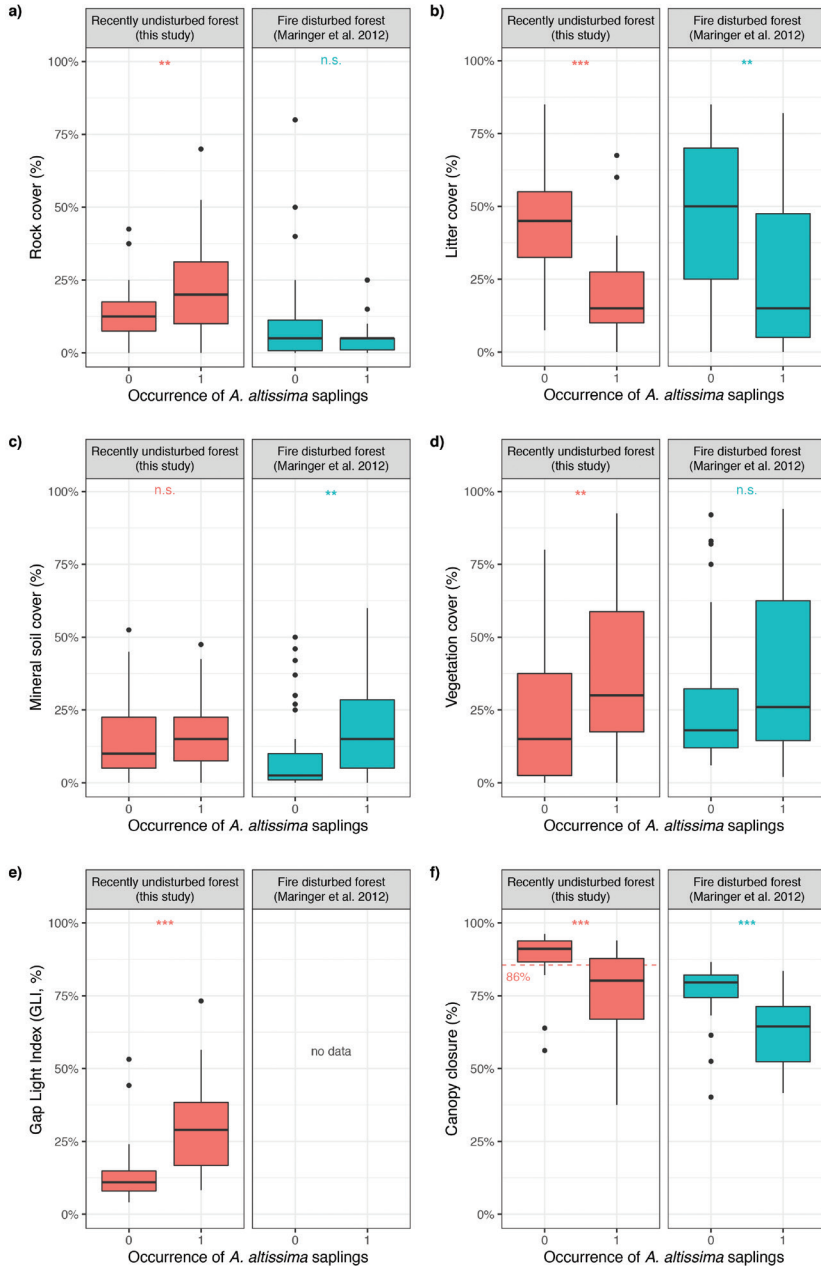 a)
Recently undisturbed forest
(this study)
Fire disturbed forest
(Maringer et al. 2012)
**
n.s.
100%
75%
50%
25%
0%
Rock cover (%)
0
1
0
1
Occurrence of A. altissima saplings
b)
Recently undisturbed forest
(this study)
Fire disturbed forest
(Maringer et al. 2012)
***
**
100%
75%
50%
25%
0%
Litter cover (%)
0
1
0
1
Occurrence of A. altissima saplings
c)
Recently undisturbed forest
(this study)
Fire disturbed forest
(Maringer et al. 2012)
n.s.
**
100%
75%
50%
25%
0%
Mineral soil cover (%)
0
1
0
1
Occurrence of A. altissima saplings
d)
Recently undisturbed forest
(this study)
Fire disturbed forest
(Maringer et al. 2012)
**
n.s.
100%
75%
50%
25%
0%
Vegetation cover (%)
0
1
0
1
Occurrence of A. altissima saplings
e)
Recently undisturbed forest
(this study)
Fire disturbed forest
(Maringer et al. 2012)
***
no data
100%
75%
50%
25%
0%
Gap Light Index (GLI, %)
0
1
0
1
Occurrence of A. altissima saplings
f)
Recently undisturbed forest
(this study)
Fire disturbed forest
(Maringer et al. 2012)
***
***
86%
100%
75%
50%
25%
0%
Canopy closure (%)
0
1
0
1
Occurrence of A. altissima saplings